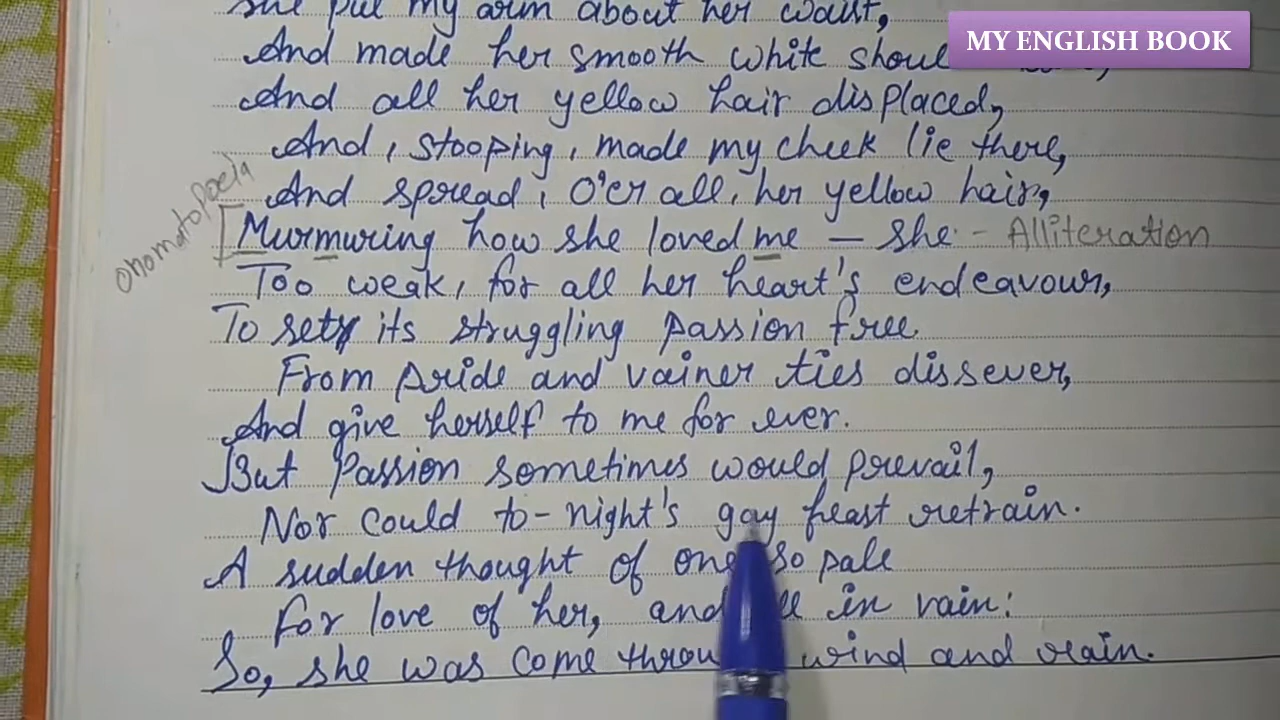 She put my arm about her waist,
MY ENGLISH BOOK
And made her smooth white shoul
And all her yellow hair displaced,
And, stooping, made my cheek lie there,
And spread, O'er all, her yellow hair,
onomatopoeia
Murmuring how she loved me — she - Alliteration
Too weak, for all her heart's endeavour,
To set its struggling passion free
From pride and vainer ties dissever,
And give herself to me for ever.
But Passion sometimes would prevail,
Nor could to-night's gay feast retrain.
A sudden thought of one so pale
For love of her, and in vain:
So, she was come throu wind and rain.